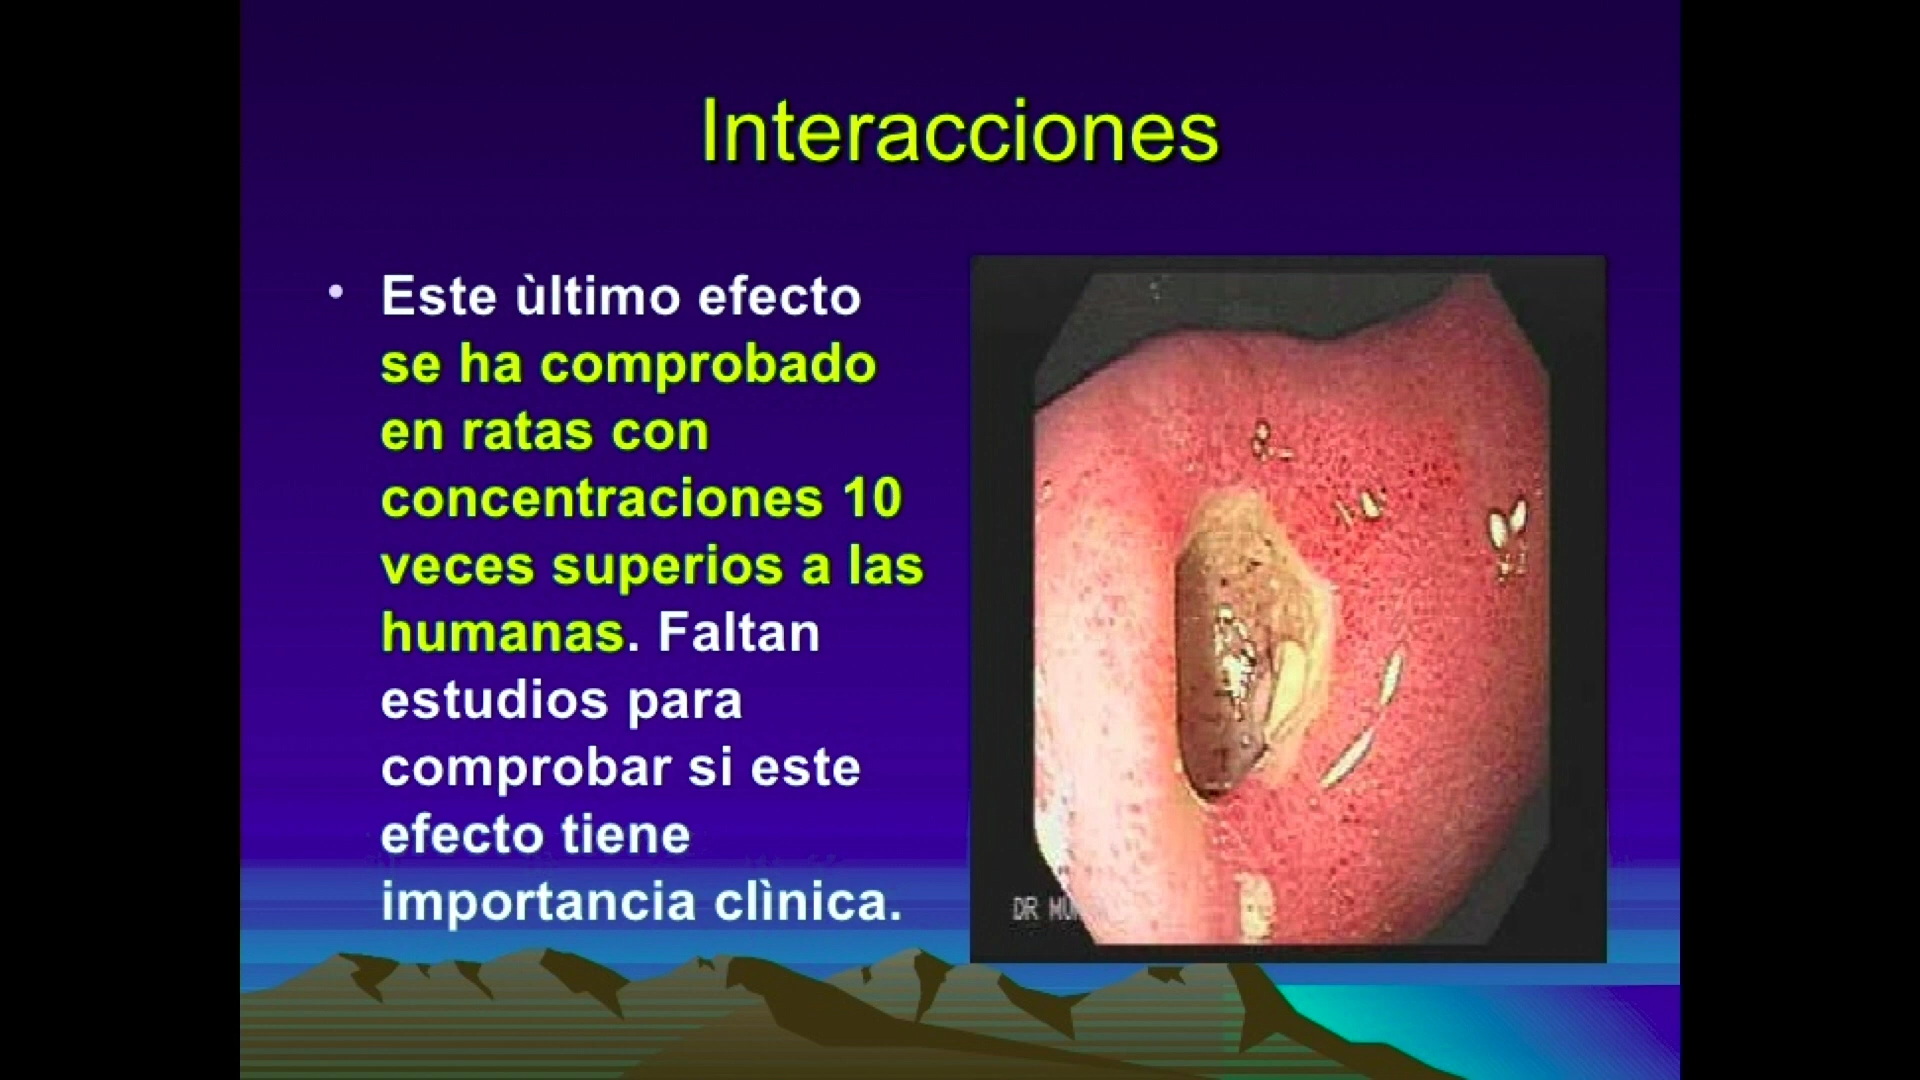 Interacciones
• Este ùltimo efecto
se ha comprobado
en ratas con
concentraciones 10
veces superios a las
humanas. Faltan
estudios para
comprobar si este
efecto tiene
importancia clìnica.
DR